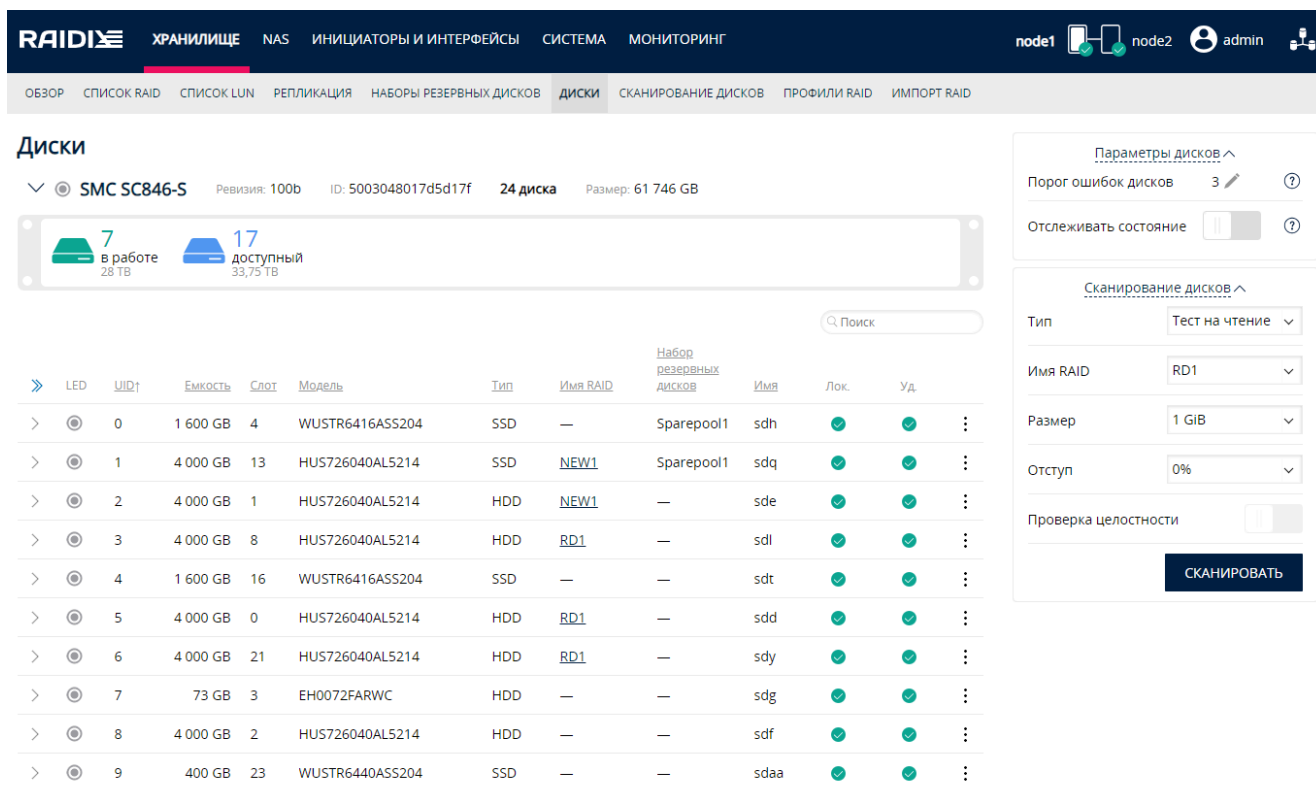 RAIDIX ХРАНИЛИЩЕ NAS ИНИЦИАТОРЫ И ИНТЕРФЕЙСЫ СИСТЕМА МОНИТОРИНГ node1 node2 admin
ОБЗОР СПИСОК RAID СПИСОК LUN РЕПЛИКАЦИЯ НАБОРЫ РЕЗЕРВНЫХ ДИСКОВ ДИСКИ СКАНИРОВАНИЕ ДИСКОВ ПРОФИЛИ RAID ИМПОРТ RAID
Диски
SMC SC846-S Ревизия: 100b ID: 5003048017d5d17f 24 диска Размер: 61 746 GB
7 17
в работе доступный
28 TB 33,75 TB
Поиск
LED UID↑ Емкость Слот Модель Тип Имя RAID Набор резервных дисков Имя Лок. Уд.
0 1 600 GB 4 WUSTR6416ASS204 SSD — Sparepool1 sdh
1 4 000 GB 13 HUS726040AL5214 SSD NEW1 Sparepool1 sdq
2 4 000 GB 1 HUS726040AL5214 HDD NEW1 — sde
3 4 000 GB 8 HUS726040AL5214 HDD RD1 — sdl
4 1 600 GB 16 WUSTR6416ASS204 SSD — — sdt
5 4 000 GB 0 HUS726040AL5214 HDD RD1 — sdd
6 4 000 GB 21 HUS726040AL5214 HDD RD1 — sdy
7 73 GB 3 EH0072FARWC HDD — — sdg
8 4 000 GB 2 HUS726040AL5214 HDD — — sdf
9 400 GB 23 WUSTR6440ASS204 SSD — — sdaa
Параметры дисков
Порог ошибок дисков 3 ?
Отслеживать состояние ?
Сканирование дисков
Тип Тест на чтение
Имя RAID RD1
Размер 1 GiB
Отступ 0%
Проверка целостности
СКАНИРОВАТЬ